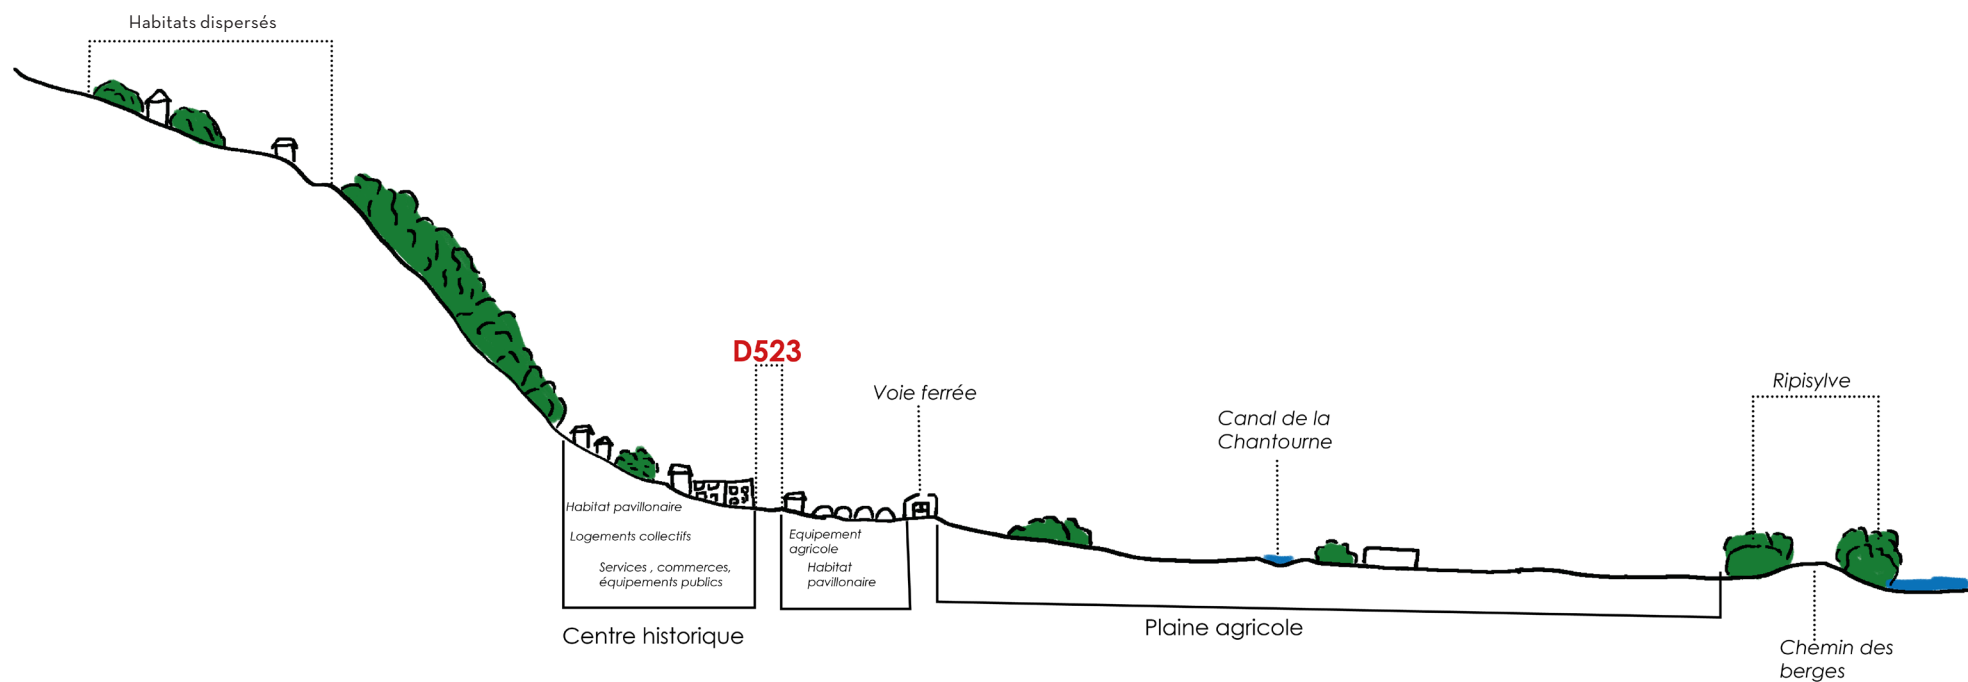 Habitats dispersés
D523
Voie ferrée
Canal de la
Chantourne
Ripisylve
Habitat pavillonaire
Logements collectifs
Services , commerces,
équipements publics
Equipement
agricole
Habitat
pavillonaire
Centre historique
Plaine agricole
Chemin des
berges